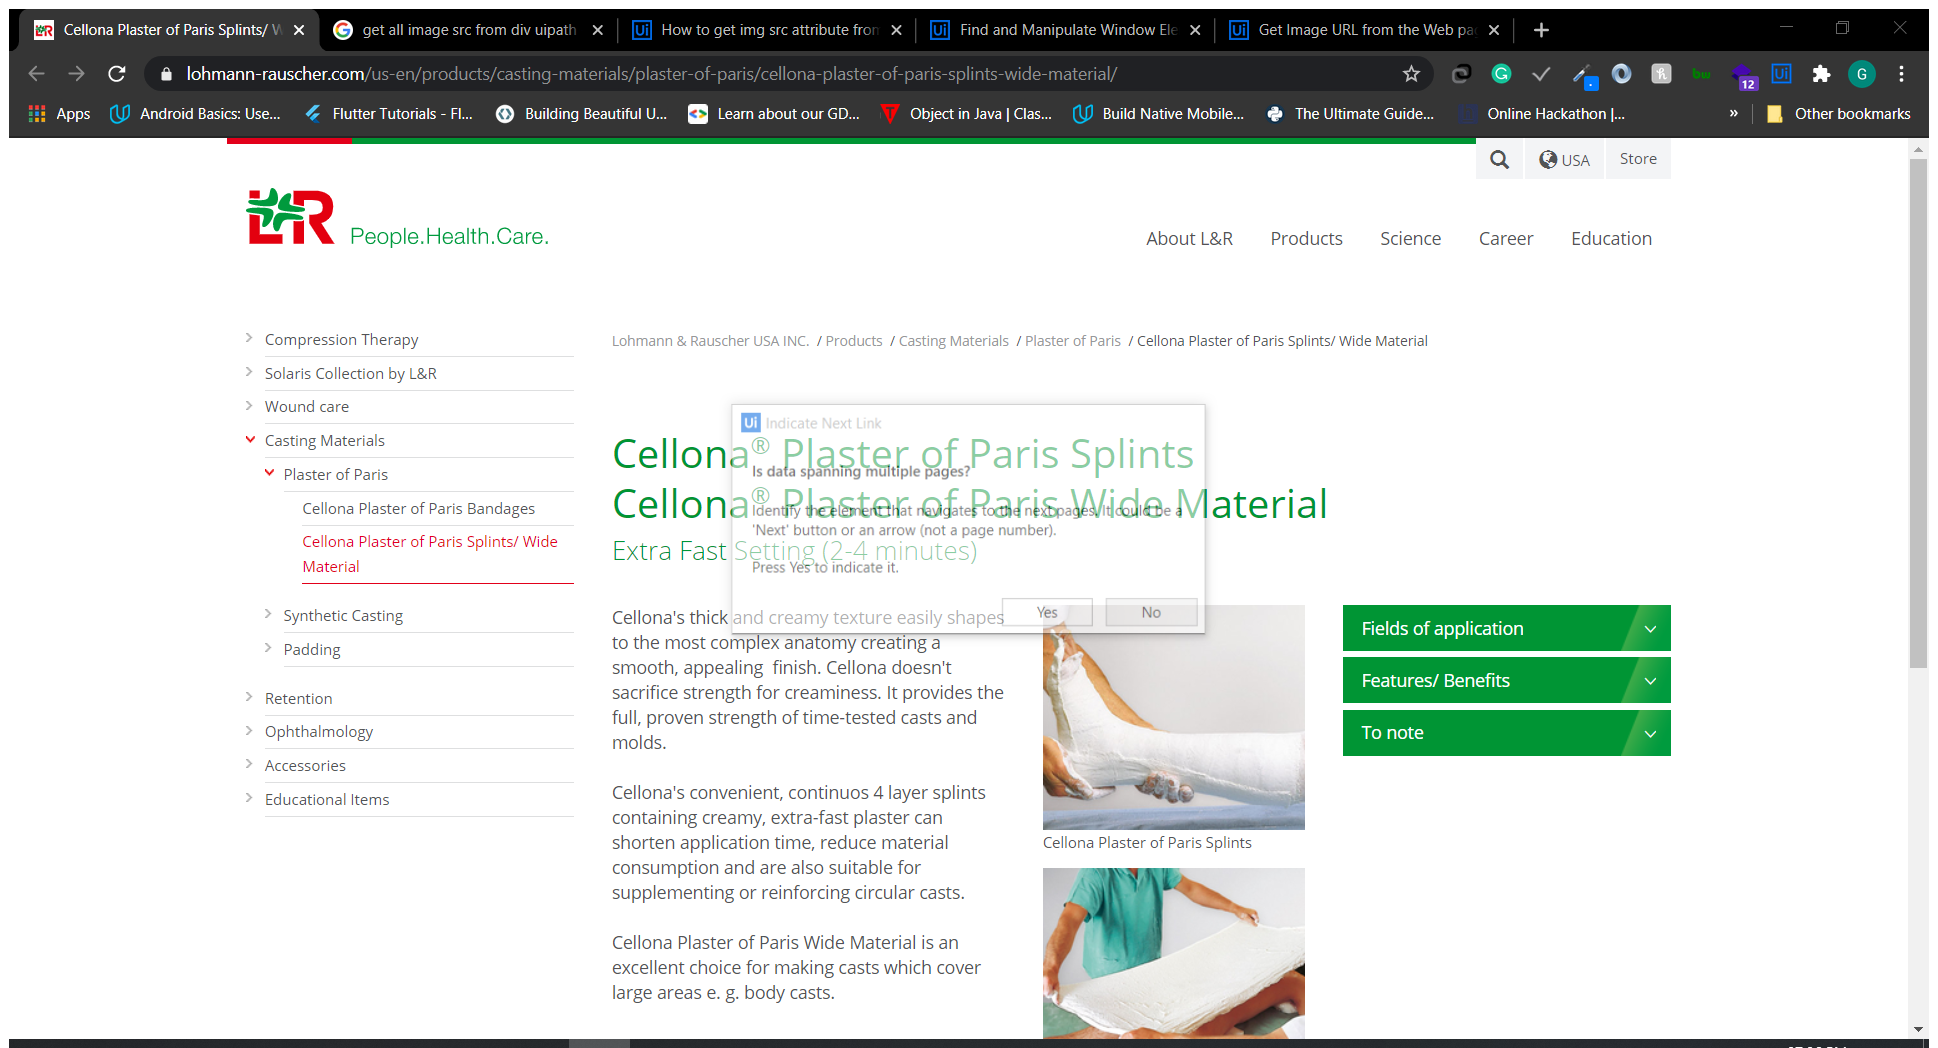 Cellona Plaster of Paris Splints/ W
get all image src from div uipath
Ui How to get img src attribute from
Ui Find and Manipulate Window Ele
Ui Get Image URL from the Web pa
lohmann-rauscher.com/us-en/products/casting-materials/plaster-of-paris/cellona-plaster-of-paris-splints-wide-material/
12
Ui
G
Apps
Android Basics: Use...
Flutter Tutorials - Fl...
Building Beautiful U...
Learn about our GD...
Object in Java | Clas...
Build Native Mobile...
The Ultimate Guide...
Online Hackathon |...
»
Other bookmarks
USA
Store
L&R
People.Health.Care.
About L&R
Products
Science
Career
Education
Compression Therapy
Solaris Collection by L&R
Wound care
Casting Materials
Plaster of Paris
Cellona Plaster of Paris Bandages
Cellona Plaster of Paris Splints/ Wide
Material
Synthetic Casting
Padding
Retention
Ophthalmology
Accessories
Educational Items
Lohmann & Rauscher USA INC. / Products / Casting Materials / Plaster of Paris / Cellona Plaster of Paris Splints/ Wide Material
Cellona® Plaster of Paris Splints
Cellona® Plaster of Paris Wide Material
Extra Fast Setting (2-4 minutes)
Ui Indicate Next Link
Is data spanning multiple pages?
Identify the element that navigates to the next pages. It could be a
'Next' button or an arrow (not a page number).
Press Yes to indicate it.
Yes
No
Cellona's thick and creamy texture easily shapes
to the most complex anatomy creating a
smooth, appealing finish. Cellona doesn't
sacrifice strength for creaminess. It provides the
full, proven strength of time-tested casts and
molds.
Cellona's convenient, continuos 4 layer splints
containing creamy, extra-fast plaster can
shorten application time, reduce material
consumption and are also suitable for
supplementing or reinforcing circular casts.
Cellona Plaster of Paris Wide Material is an
excellent choice for making casts which cover
large areas e. g. body casts.
Cellona Plaster of Paris Splints
Fields of application
Features/ Benefits
To note